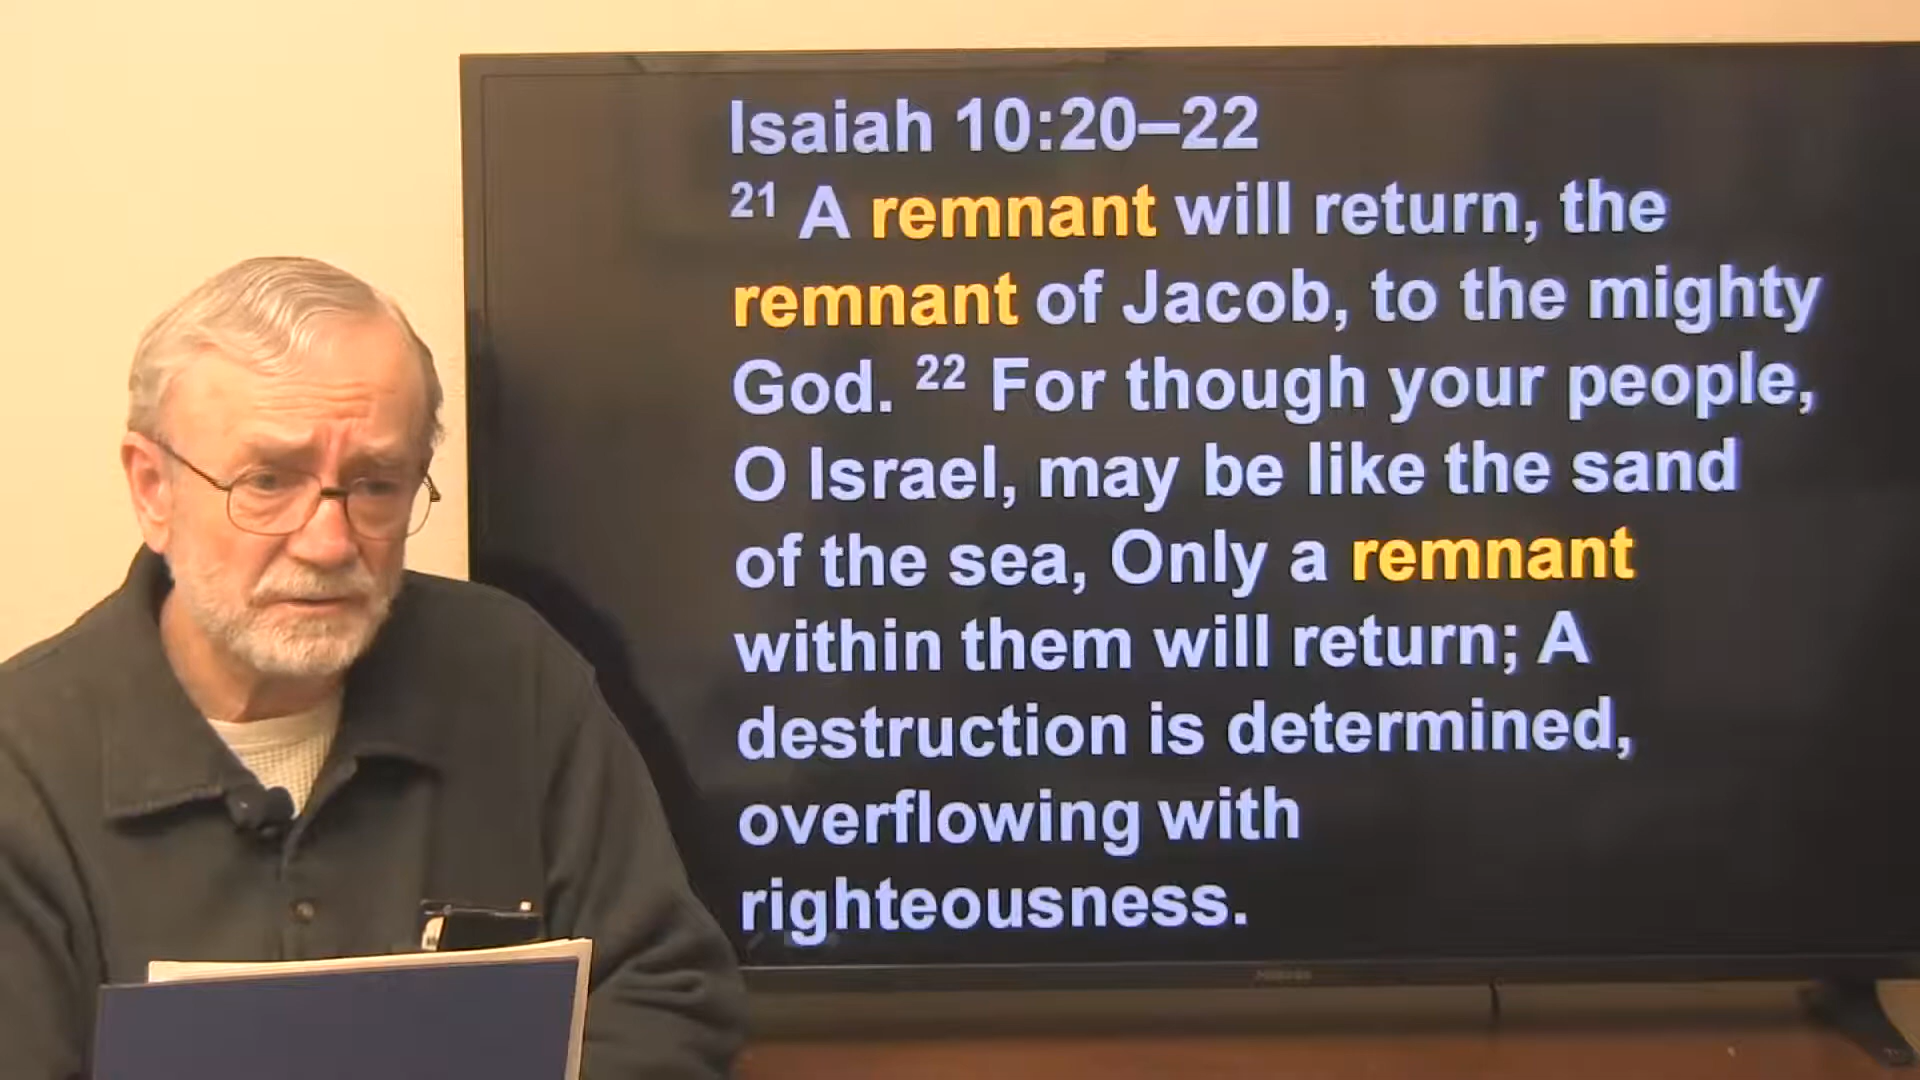 Isaiah 10:20–22
21 A remnant will return, the
remnant of Jacob, to the mighty
God. 22 For though your people,
O Israel, may be like the sand
of the sea, Only a remnant
within them will return; A
destruction is determined,
overflowing with
righteousness.